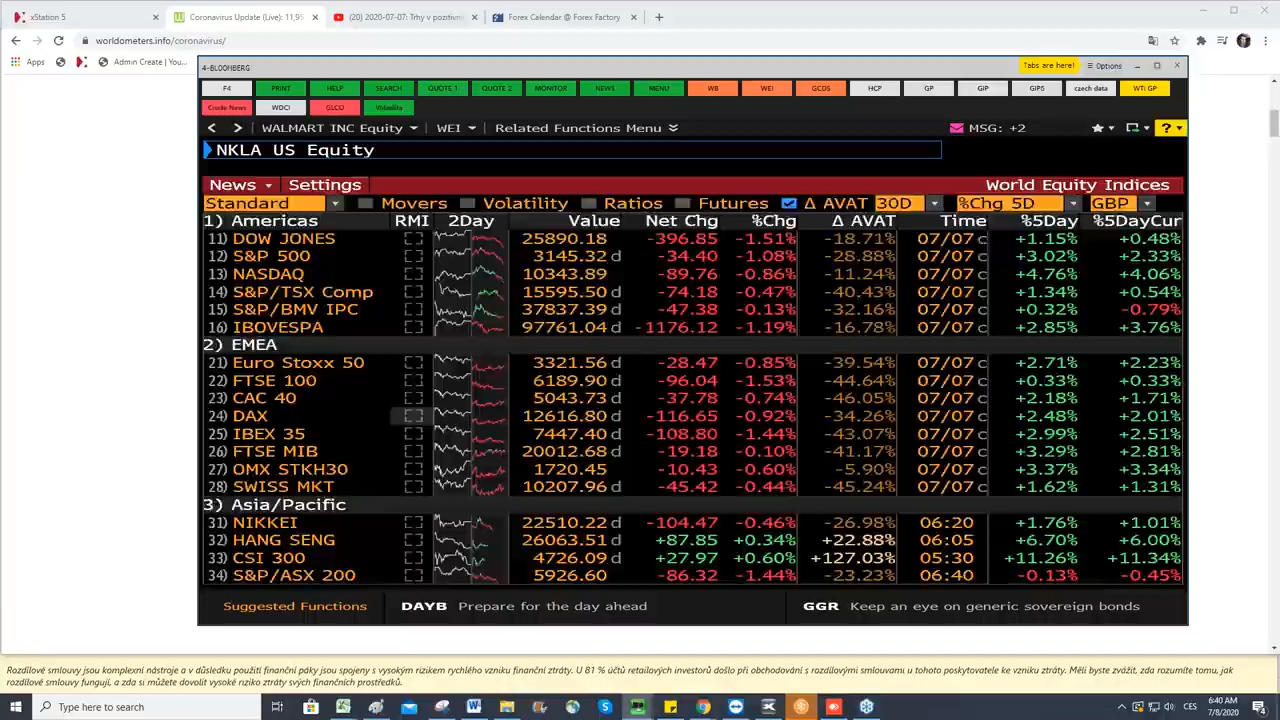 xStation 5
Coronavirus Update (Live): 11,95
(20) 2020-07-07: Trhy v pozitivn
Forex Calendar @ Forex Factory
worldometers.info/coronavirus/
Apps
Admin Create | You...
4-BLOOMBERG
Tabs are here!
Options
F4 PRINT HELP SEARCH QUOTE 1 QUOTE 2 MONITOR NEWS MENU WB WEI GCDS HCP GP GIP GIPS czech data WTI GP
Credit News WDCI GLCO Volatility
WALMART INC Equity WEI Related Functions Menu MSG: +2 ?
NKLA US Equity
News Settings World Equity Indices
Standard Movers Volatility Ratios Futures Δ AVAT 30D %Chg 5D GBP
1) Americas RMI 2Day Value Net Chg %Chg Δ AVAT Time %5Day %5DayCur
11) DOW JONES 25890.18 -396.85 -1.51% -18.71% 07/07 c +1.15% +0.48%
12) S&P 500 3145.32 d -34.40 -1.08% -28.88% 07/07 c +3.02% +2.33%
13) NASDAQ 10343.89 -89.76 -0.86% -11.24% 07/07 c +4.76% +4.06%
14) S&P/TSX Comp 15595.50 d -74.18 -0.47% -40.43% 07/07 c +1.34% +0.54%
15) S&P/BMV IPC 37837.39 d -47.38 -0.13% -32.16% 07/07 c +0.32% -0.79%
16) IBOVESPA 97761.04 d -1176.12 -1.19% -16.78% 07/07 c +2.85% +3.76%
2) EMEA
21) Euro Stoxx 50 3321.56 d -28.47 -0.85% -39.54% 07/07 c +2.71% +2.23%
22) FTSE 100 6189.90 d -96.04 -1.53% -44.64% 07/07 c +0.33% +0.33%
23) CAC 40 5043.73 d -37.78 -0.74% -46.05% 07/07 c +2.18% +1.71%
24) DAX 12616.80 d -116.65 -0.92% -34.26% 07/07 c +2.48% +2.01%
25) IBEX 35 7447.40 d -108.80 -1.44% -43.07% 07/07 c +2.99% +2.51%
26) FTSE MIB 20012.68 d -19.18 -0.10% -41.17% 07/07 c +3.29% +2.81%
27) OMX STKH30 1720.45 -10.43 -0.60% -5.90% 07/07 c +3.37% +3.34%
28) SWISS MKT 10207.96 d -45.42 -0.44% -45.24% 07/07 c +1.62% +1.31%
3) Asia/Pacific
31) NIKKEI 22510.22 d -104.47 -0.46% -26.98% 06:20 +1.76% +1.01%
32) HANG SENG 26063.51 d +87.85 +0.34% +22.88% 06:05 +6.70% +6.00%
33) CSI 300 4726.09 d +27.97 +0.60% +127.03% 05:30 +11.26% +11.34%
34) S&P/ASX 200 5926.60 -86.32 -1.44% -23.23% 06:40 -0.13% -0.45%
Suggested Functions DAYB Prepare for the day ahead GGR Keep an eye on generic sovereign bonds
Rozdílové smlouvy jsou komplexní nástroje a v důsledku použití finanční páky jsou spojeny s vysokým rizikem rychlého vzniku finanční ztráty. U 81 % účtů retailových investorů došlo při obchodování s rozdílovými smlouvami u tohoto poskytovatele ke vzniku ztráty. Měli byste zvážit, zda rozumíte tomu, jak
rozdílové smlouvy fungují, a zda si můžete dovolit vysoké riziko ztráty svých finančních prostředků.
Type here to search
CES
6:40 AM
7/8/2020